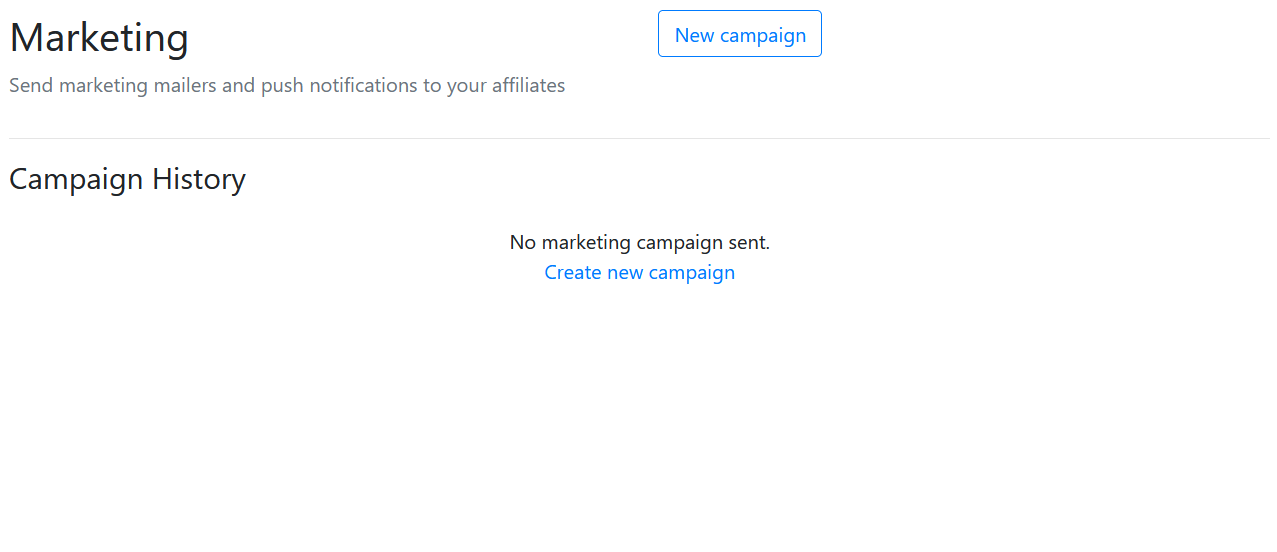 Marketing
New campaign
Send marketing mailers and push notifications to your affiliates
Campaign History
No marketing campaign sent.
Create new campaign